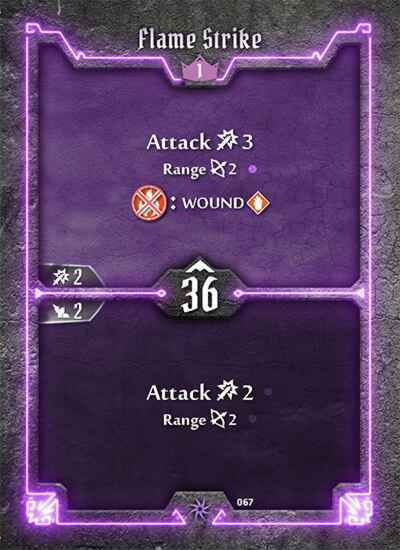 Flame Strike
1
Attack 3
Range 2
: WOUND
2
36
2
Attack 2
Range 2
067